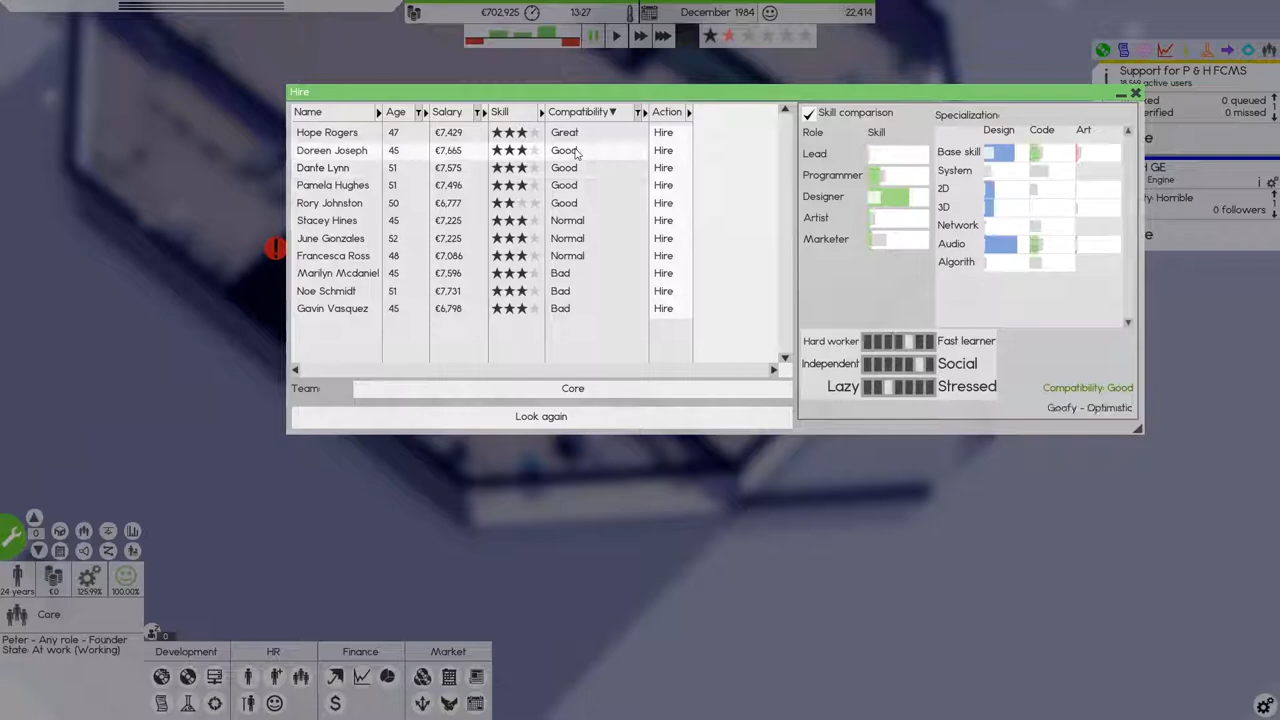 €702,925 13:27 December 1984 22,414
Support for P & H FCMS
18,569 active users
0 queued
0 missed
Hire
Name Age Salary Skill Compatibility▼ Action
Hope Rogers 47 €7,429 Great Hire
Doreen Joseph 45 €7,665 Good Hire
Dante Lynn 51 €7,575 Good Hire
Pamela Hughes 51 €7,496 Good Hire
Rory Johnston 50 €6,777 Good Hire
Stacey Hines 45 €7,225 Normal Hire
June Gonzales 52 €7,225 Normal Hire
Francesca Ross 48 €7,086 Normal Hire
Marilyn Mcdaniel 45 €7,596 Bad Hire
Noe Schmidt 51 €7,731 Bad Hire
Gavin Vasquez 45 €6,798 Bad Hire
Team: Core
Look again
Skill comparison
Role Skill
Lead
Programmer
Designer
Artist
Marketer
Specialization:
Design Code Art
Base skill
System
2D
3D
Network
Audio
Algorith
Hard worker Fast learner
Independent Social
Lazy Stressed
Compatibility: Good
Goofy - Optimistic
GE
Engine
Horrible
0 followers
0
24 years €0 125.99% 100.00%
Core
Peter - Any role - Founder
State: At work (Working)
0
Development HR Finance Market